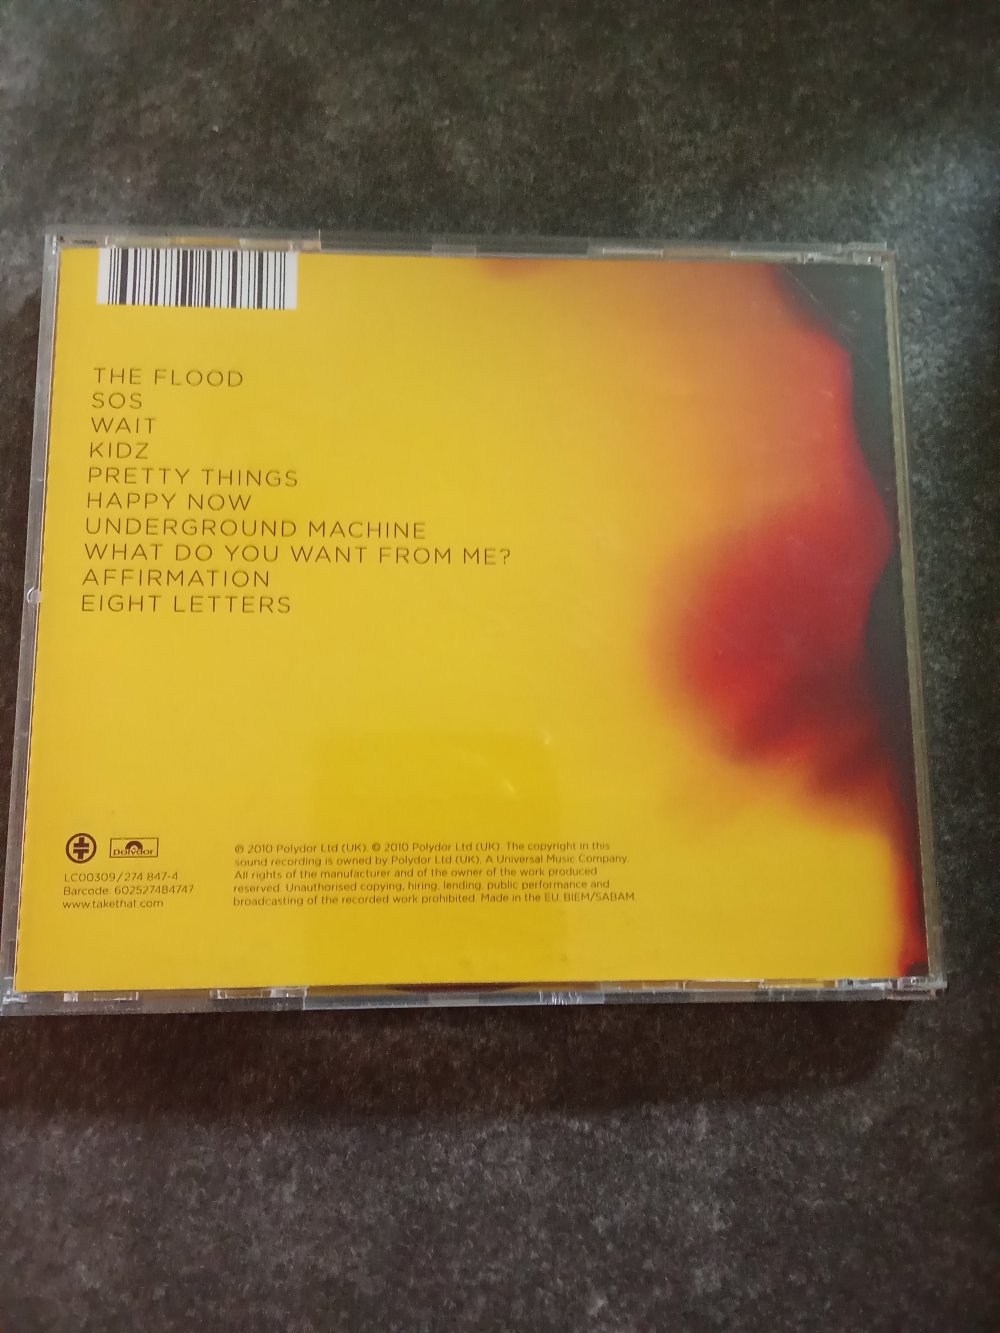 THE FLOOD
SOS
WAIT
KIDZ
PRETTY THINGS
HAPPY NOW
UNDERGROUND MACHINE
WHAT DO YOU WANT FROM ME?
AFFIRMATION
EIGHT LETTERS
Polydor
LC00309/274 847-4
Barcode: 602527484747
www.takethat.com
℗ 2010 Polydor Ltd (UK). © 2010 Polydor Ltd (UK). The copyright in this
sound recording is owned by Polydor Ltd (UK). A Universal Music Company.
All rights of the manufacturer and of the owner of the work produced
reserved. Unauthorised copying, hiring, lending, public performance and
broadcasting of the recorded work prohibited. Made in the EU. BIEM/SABAM.